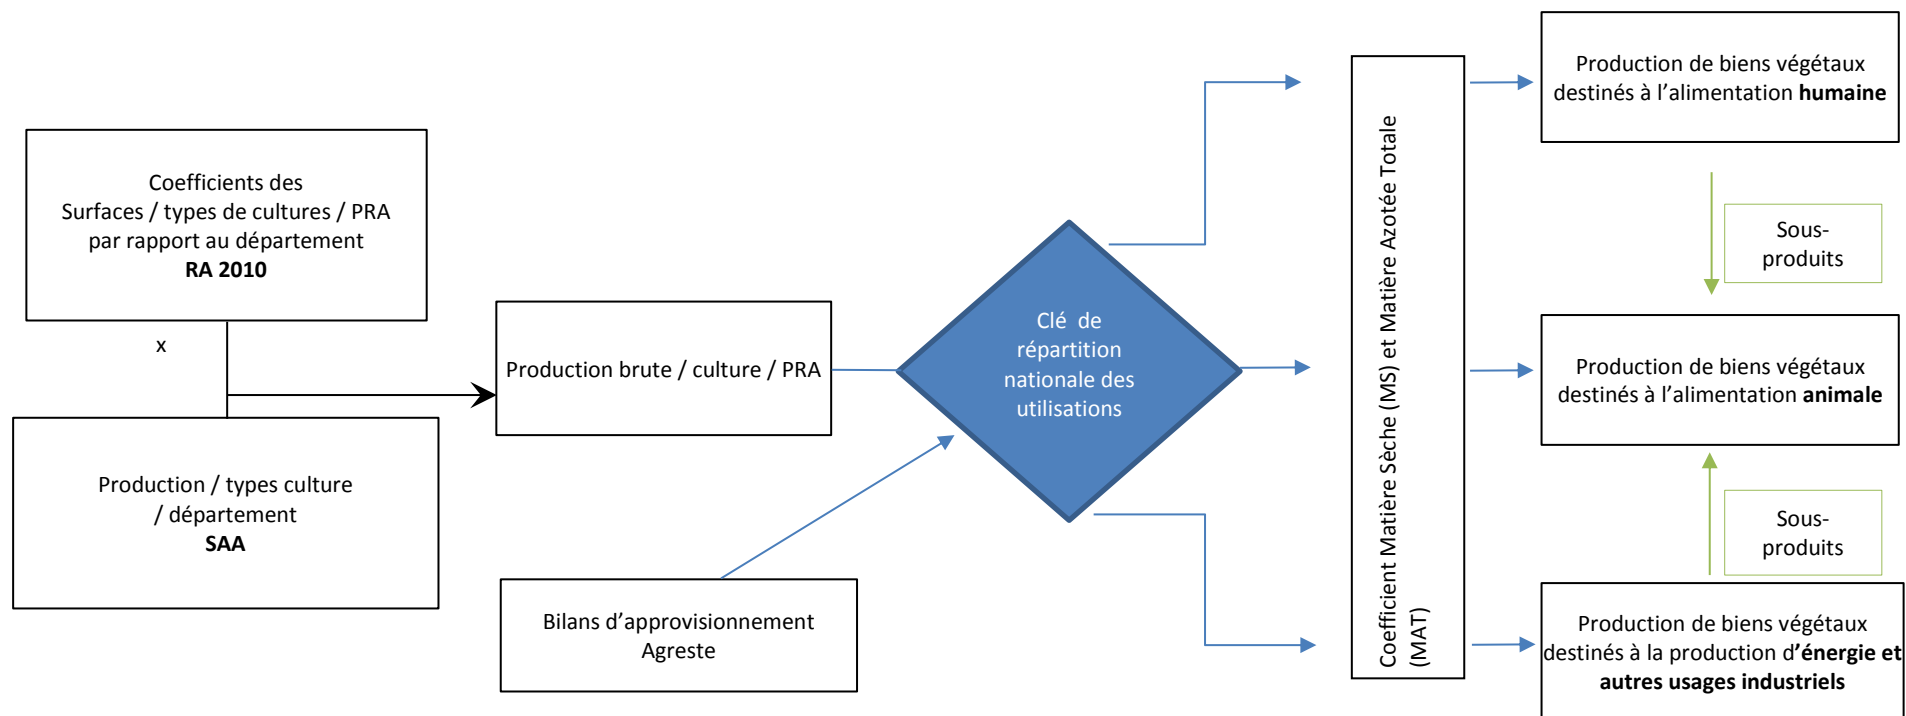 Coefficients des
Surfaces / types de cultures / PRA
par rapport au département
RA 2010
x
Production / types culture
/ département
SAA
Production brute / culture / PRA
Bilans d’approvisionnement
Agreste
Clé de
répartition
nationale des
utilisations
Coefficient Matière Sèche (MS) et Matière Azotée Totale
(MAT)
Production de biens végétaux
destinés à l’alimentation humaine
Sous-
produits
Production de biens végétaux
destinés à l’alimentation animale
Sous-
produits
Production de biens végétaux
destinés à la production d’énergie et
autres usages industriels